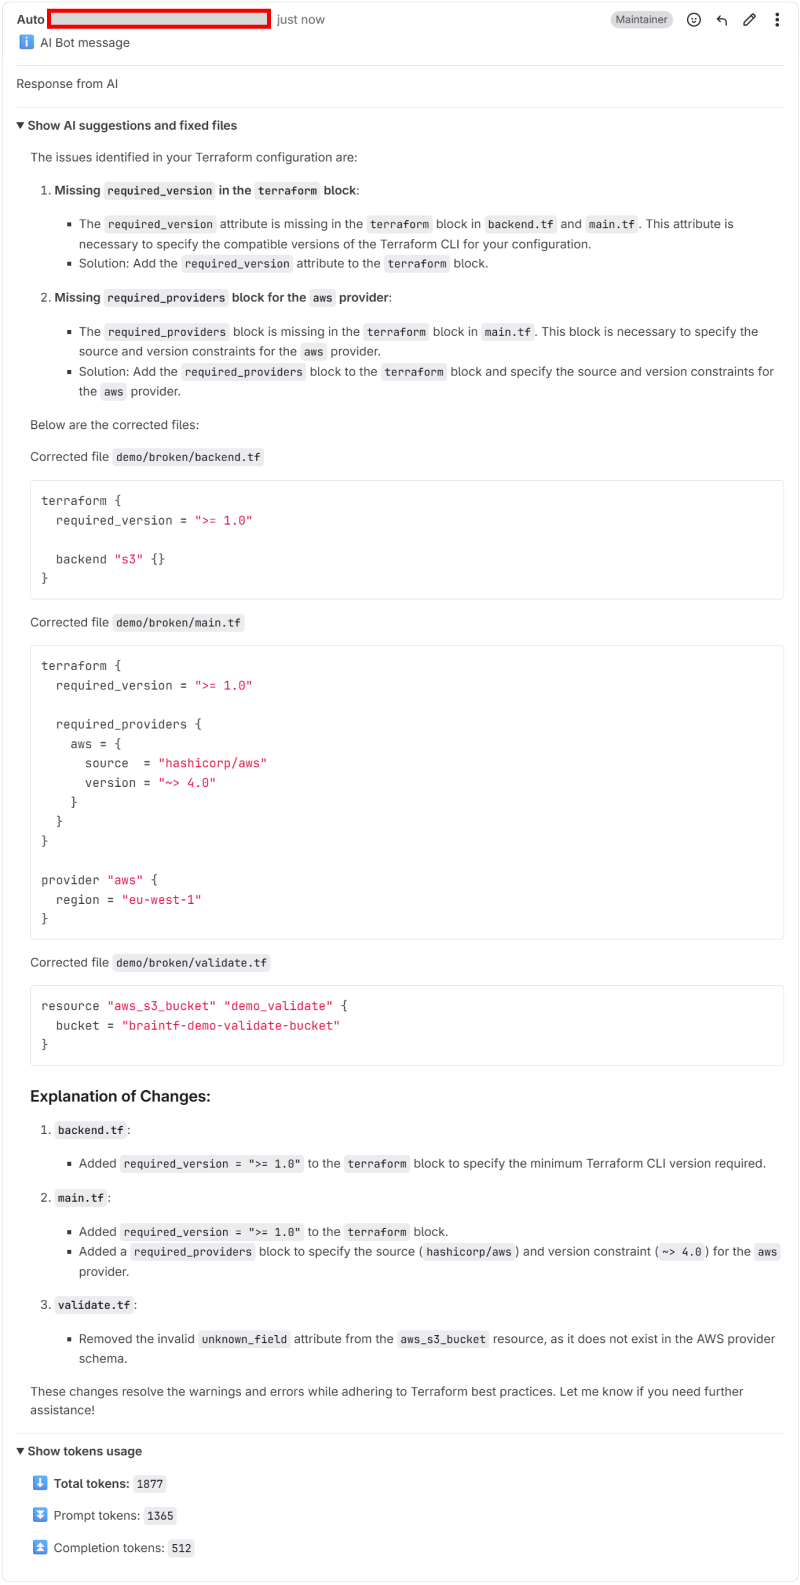 Auto just now Maintainer
AI Bot message
Response from AI
Show AI suggestions and fixed files
The issues identified in your Terraform configuration are:
1. Missing required_version in the terraform block:
The required_version attribute is missing in the terraform block in backend.tf and main.tf. This attribute is
necessary to specify the compatible versions of the Terraform CLI for your configuration.
Solution: Add the required_version attribute to the terraform block.
2. Missing required_providers block for the aws provider:
The required_providers block is missing in the terraform block in main.tf. This block is necessary to specify the
source and version constraints for the aws provider.
Solution: Add the required_providers block to the terraform block and specify the source and version constraints for
the aws provider.
Below are the corrected files:
Corrected file demo/broken/backend.tf
terraform {
required_version = ">= 1.0"
backend "s3" {}
}
Corrected file demo/broken/main.tf
terraform {
required_version = ">= 1.0"
required_providers {
aws = {
source  = "hashicorp/aws"
version = "~> 4.0"
}
}
}
provider "aws" {
region = "eu-west-1"
}
Corrected file demo/broken/validate.tf
resource "aws_s3_bucket" "demo_validate" {
bucket = "braintf-demo-validate-bucket"
}
Explanation of Changes:
1. backend.tf:
Added required_version = ">= 1.0" to the terraform block to specify the minimum Terraform CLI version required.
2. main.tf:
Added required_version = ">= 1.0" to the terraform block.
Added a required_providers block to specify the source (hashicorp/aws) and version constraint (~> 4.0) for the aws
provider.
3. validate.tf:
Removed the invalid unknown_field attribute from the aws_s3_bucket resource, as it does not exist in the AWS provider
schema.
These changes resolve the warnings and errors while adhering to Terraform best practices. Let me know if you need further
assistance!
Show tokens usage
Total tokens: 1877
Prompt tokens: 1365
Completion tokens: 512